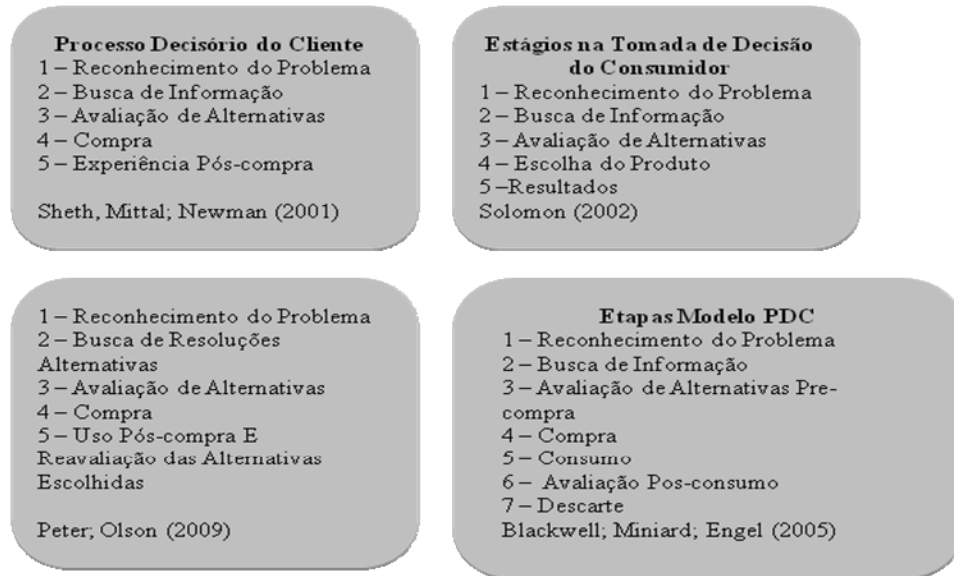 Processo Decisório do Cliente
1 – Reconhecimento do Problema
2 – Busca de Informação
3 – Avaliação de Alternativas
4 – Compra
5 – Experiência Pós-compra
Sheth, Mittal; Newman (2001)
Estágios na Tomada de Decisão
do Consumidor
1 – Reconhecimento do Problema
2 – Busca de Informação
3 – Avaliação de Alternativas
4 – Escolha do Produto
5 –Resultados
Solomon (2002)
1 – Reconhecimento do Problema
2 – Busca de Resoluções
Alternativas
3 – Avaliação de Alternativas
4 – Compra
5 – Uso Pós-compra E
Reavaliação das Alternativas
Escolhidas
Peter; Olson (2009)
Etapas Modelo PDC
1 – Reconhecimento do Problema
2 – Busca de Informação
3 – Avaliação de Alternativas Pre-
compra
4 – Compra
5 – Consumo
6 – Avaliação Pos-consumo
7 – Descarte
Blackwell; Miniard; Engel (2005)